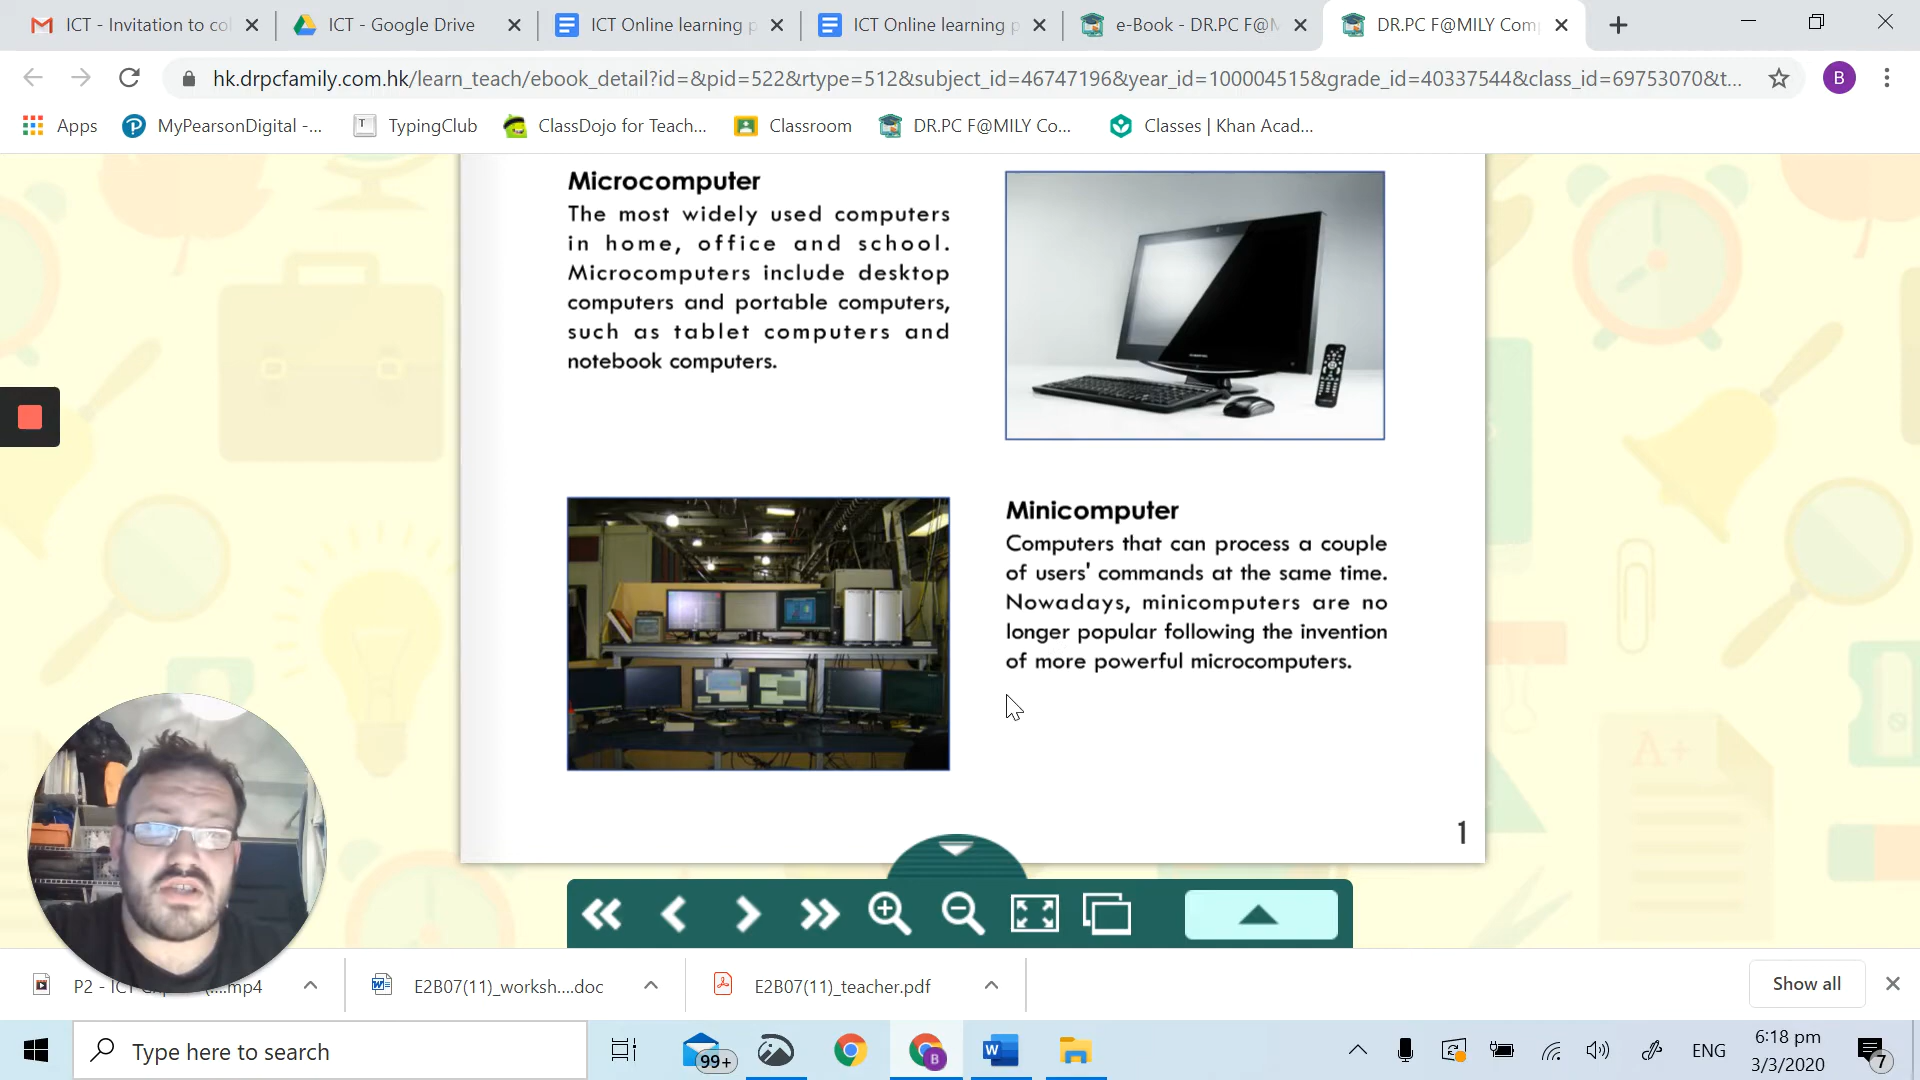 ICT - Invitation to co
ICT - Google Drive
ICT Online learning p
ICT Online learning p
e-Book - DR.PC F@M
DR.PC F@MILY Com
hk.drpcfamily.com.hk/learn_teach/ebook_detail?id=&pid=522&rtype=512&subject_id=46747196&year_id=100004515&grade_id=40337544&class_id=69753070&t...
B
Apps
MyPearsonDigital -...
TypingClub
ClassDojo for Teach...
Classroom
DR.PC F@MILY Co...
Classes | Khan Acad...
Microcomputer
The most widely used computers
in home, office and school.
Microcomputers include desktop
computers and portable computers,
such as tablet computers and
notebook computers.
Minicomputer
Computers that can process a couple
of users' commands at the same time.
Nowadays, minicomputers are no
longer popular following the invention
of more powerful microcomputers.
A+
1
P2 - ICT
(....mp4
E2B07(11)_worksh....doc
E2B07(11)_teacher.pdf
Show all
Type here to search
99+
B
ENG
6:18 pm
3/3/2020
7